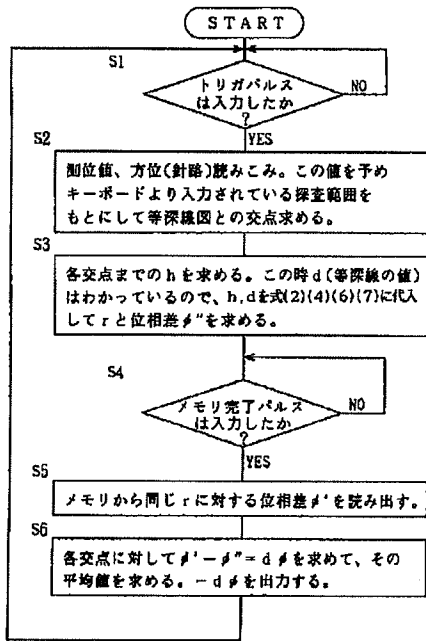 START
S1
トリガパルス
は入力したか
?
NO
YES
S2
測位値、方位(針路)読みこみ。この値を予め
キーボードより入力されている探査範囲を
もとにして等深線図との交点求める。
S3
各交点までのhを求める。この時d(等深線の値)
はわかっているので、h,dを式(2)(4)(6)(7)に代入
してrと位相差φ"を求める。
S4
メモリ完了パルス
は入力したか
?
NO
YES
S5
メモリから同じrに対する位相差φ'を読み出す。
S6
各交点に対してφ'-φ"=dφを求めて、その
平均値を求める。-dφを出力する。